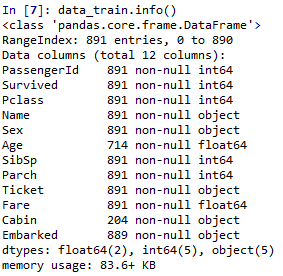 In [7]: data_train.info()
<class 'pandas.core.frame.DataFrame'>
RangeIndex: 891 entries, 0 to 890
Data columns (total 12 columns):
PassengerId    891 non-null int64
Survived       891 non-null int64
Pclass         891 non-null int64
Name           891 non-null object
Sex            891 non-null object
Age            714 non-null float64
SibSp          891 non-null int64
Parch          891 non-null int64
Ticket         891 non-null object
Fare           891 non-null float64
Cabin          204 non-null object
Embarked       889 non-null object
dtypes: float64(2), int64(5), object(5)
memory usage: 83.6+ KB